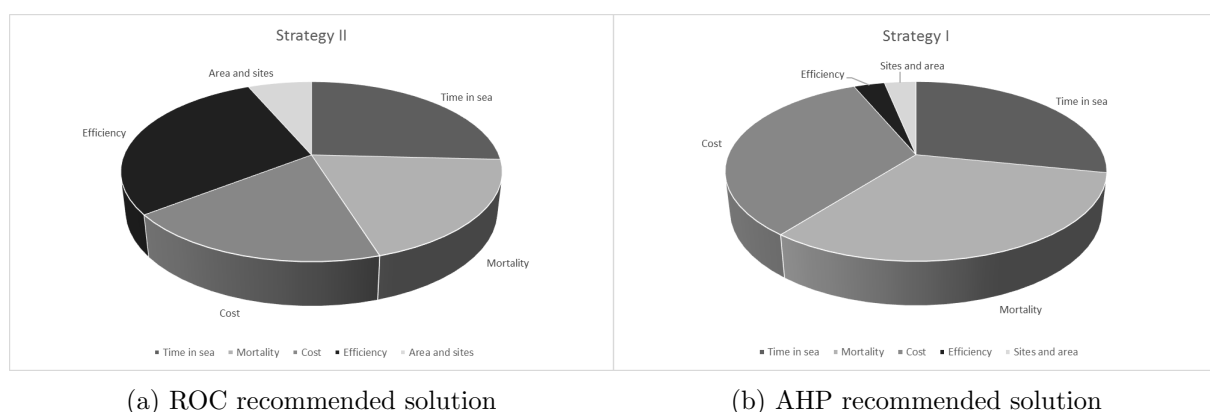 Strategy II
Area and sites
Time in sea
Efficiency
Mortality
Cost
▪ Time in sea ▪ Mortality ▪ Cost ▪ Efficiency ▪ Area and sites
(a) ROC recommended solution
Strategy I
Sites and area
Efficiency
Time in sea
Cost
Mortality
▪ Time in sea ▪ Mortality ▪ Cost ▪ Efficiency ▪ Sites and area
(b) AHP recommended solution